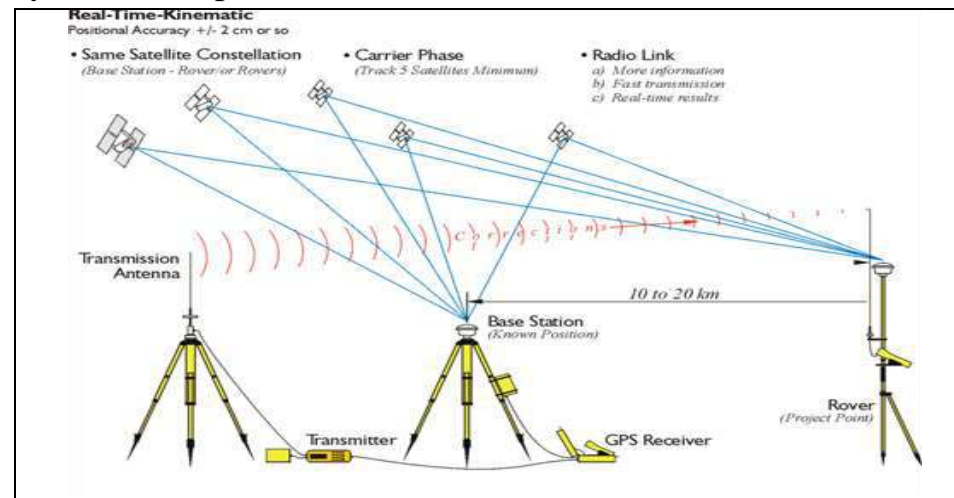 Real-Time-Kinematic
Positional Accuracy +/- 2 cm or so
• Same Satellite Constellation
(Base Station - Rover/or Rovers)
• Carrier Phase
(Track 5 Satellites Minimum)
• Radio Link
a) More information
b) Fast transmission
c) Real-time results
Corrections
Transmission
Antenna
10 to 20 km
Base Station
(Known Position)
Rover
(Project Point)
Transmitter
GPS Receiver